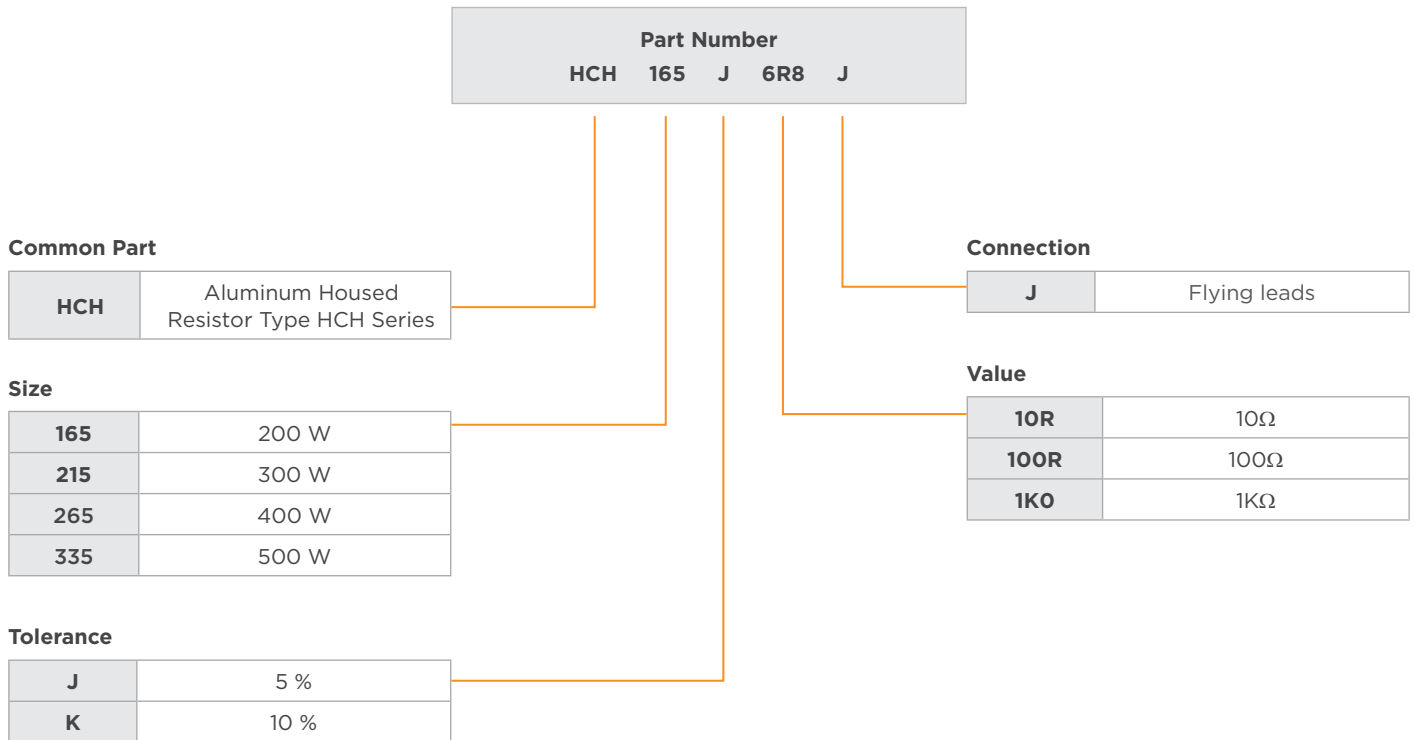 Part Number
HCH 165 J 6R8 J
Common Part
HCH Aluminum Housed
Resistor Type HCH Series
Size
165 200 W
215 300 W
265 400 W
335 500 W
Tolerance
J 5 %
K 10 %
Connection
J Flying leads
Value
10R 10Ω
100R 100Ω
1K0 1KΩ